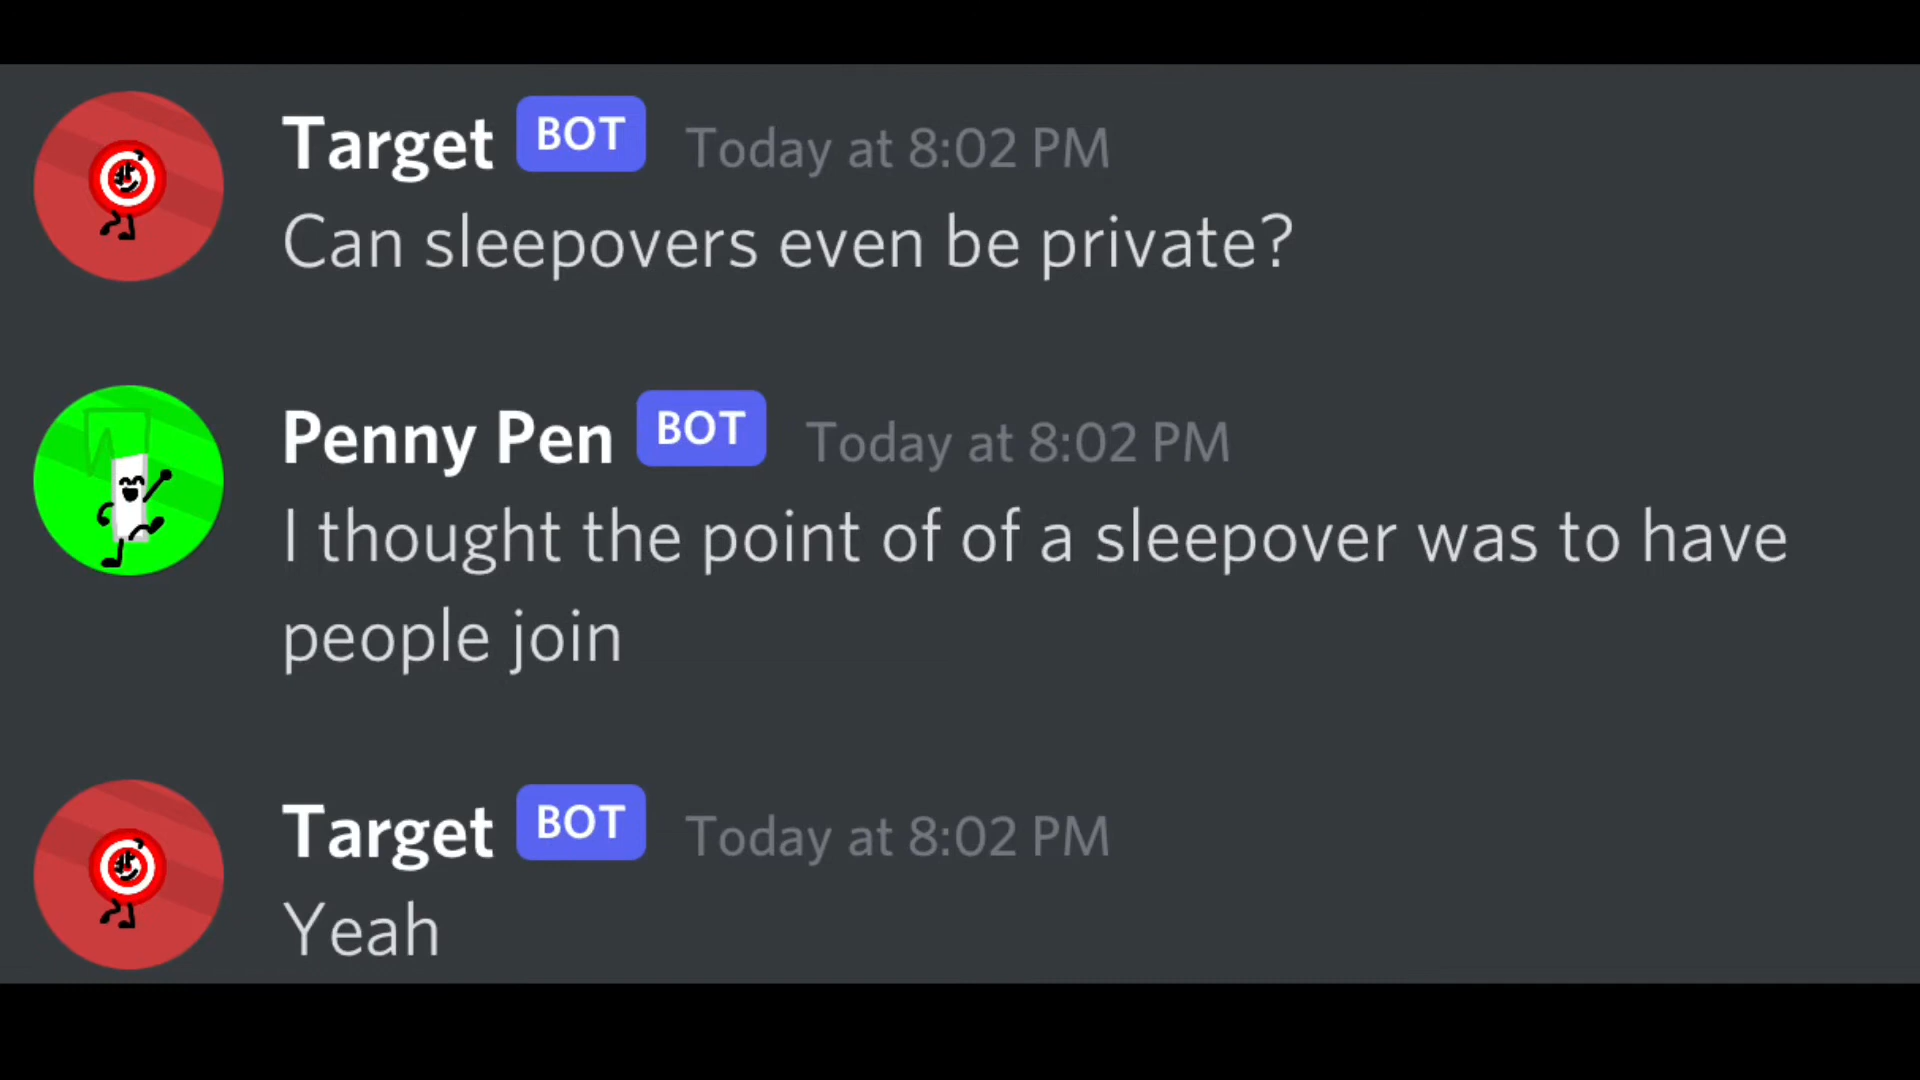 Target BOT Today at 8:02 PM
Can sleepovers even be private?
Penny Pen BOT Today at 8:02 PM
I thought the point of of a sleepover was to have
people join
Target BOT Today at 8:02 PM
Yeah